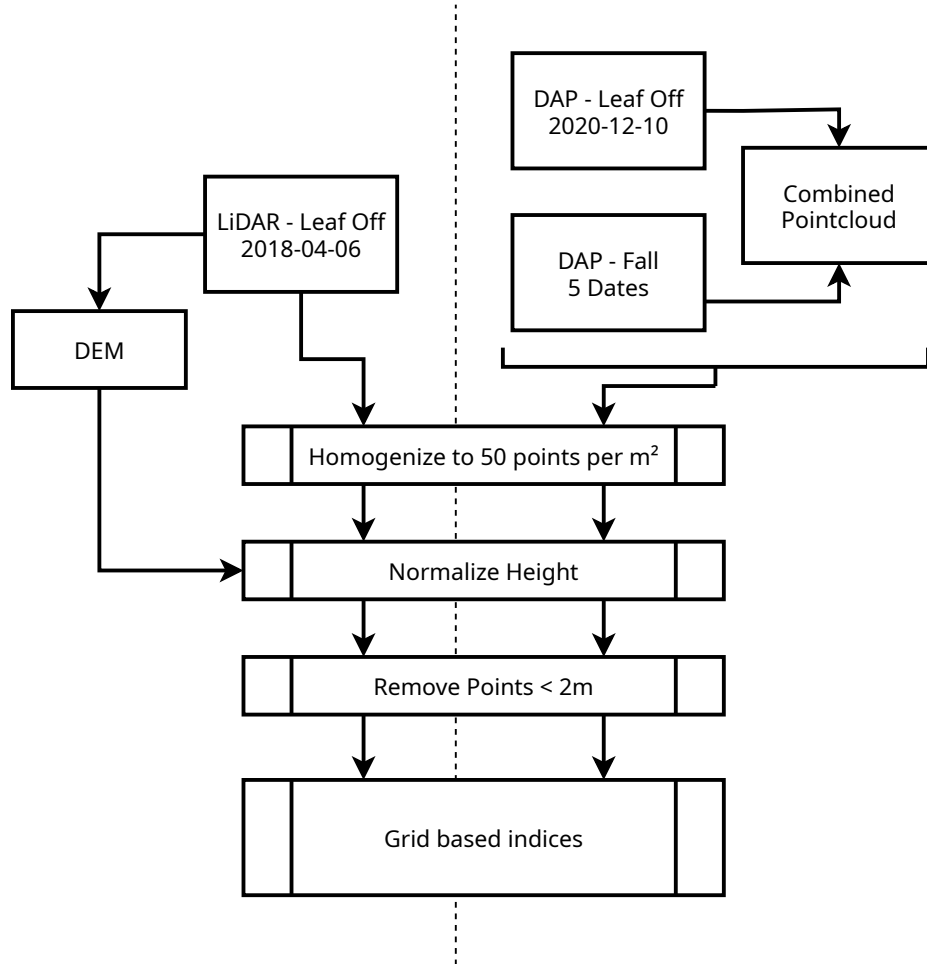 DAP - Leaf Off
2020-12-10
Combined
Pointcloud
LiDAR - Leaf Off
2018-04-06
DAP - Fall
5 Dates
DEM
Homogenize to 50 points per m²
Normalize Height
Remove Points < 2m
Grid based indices